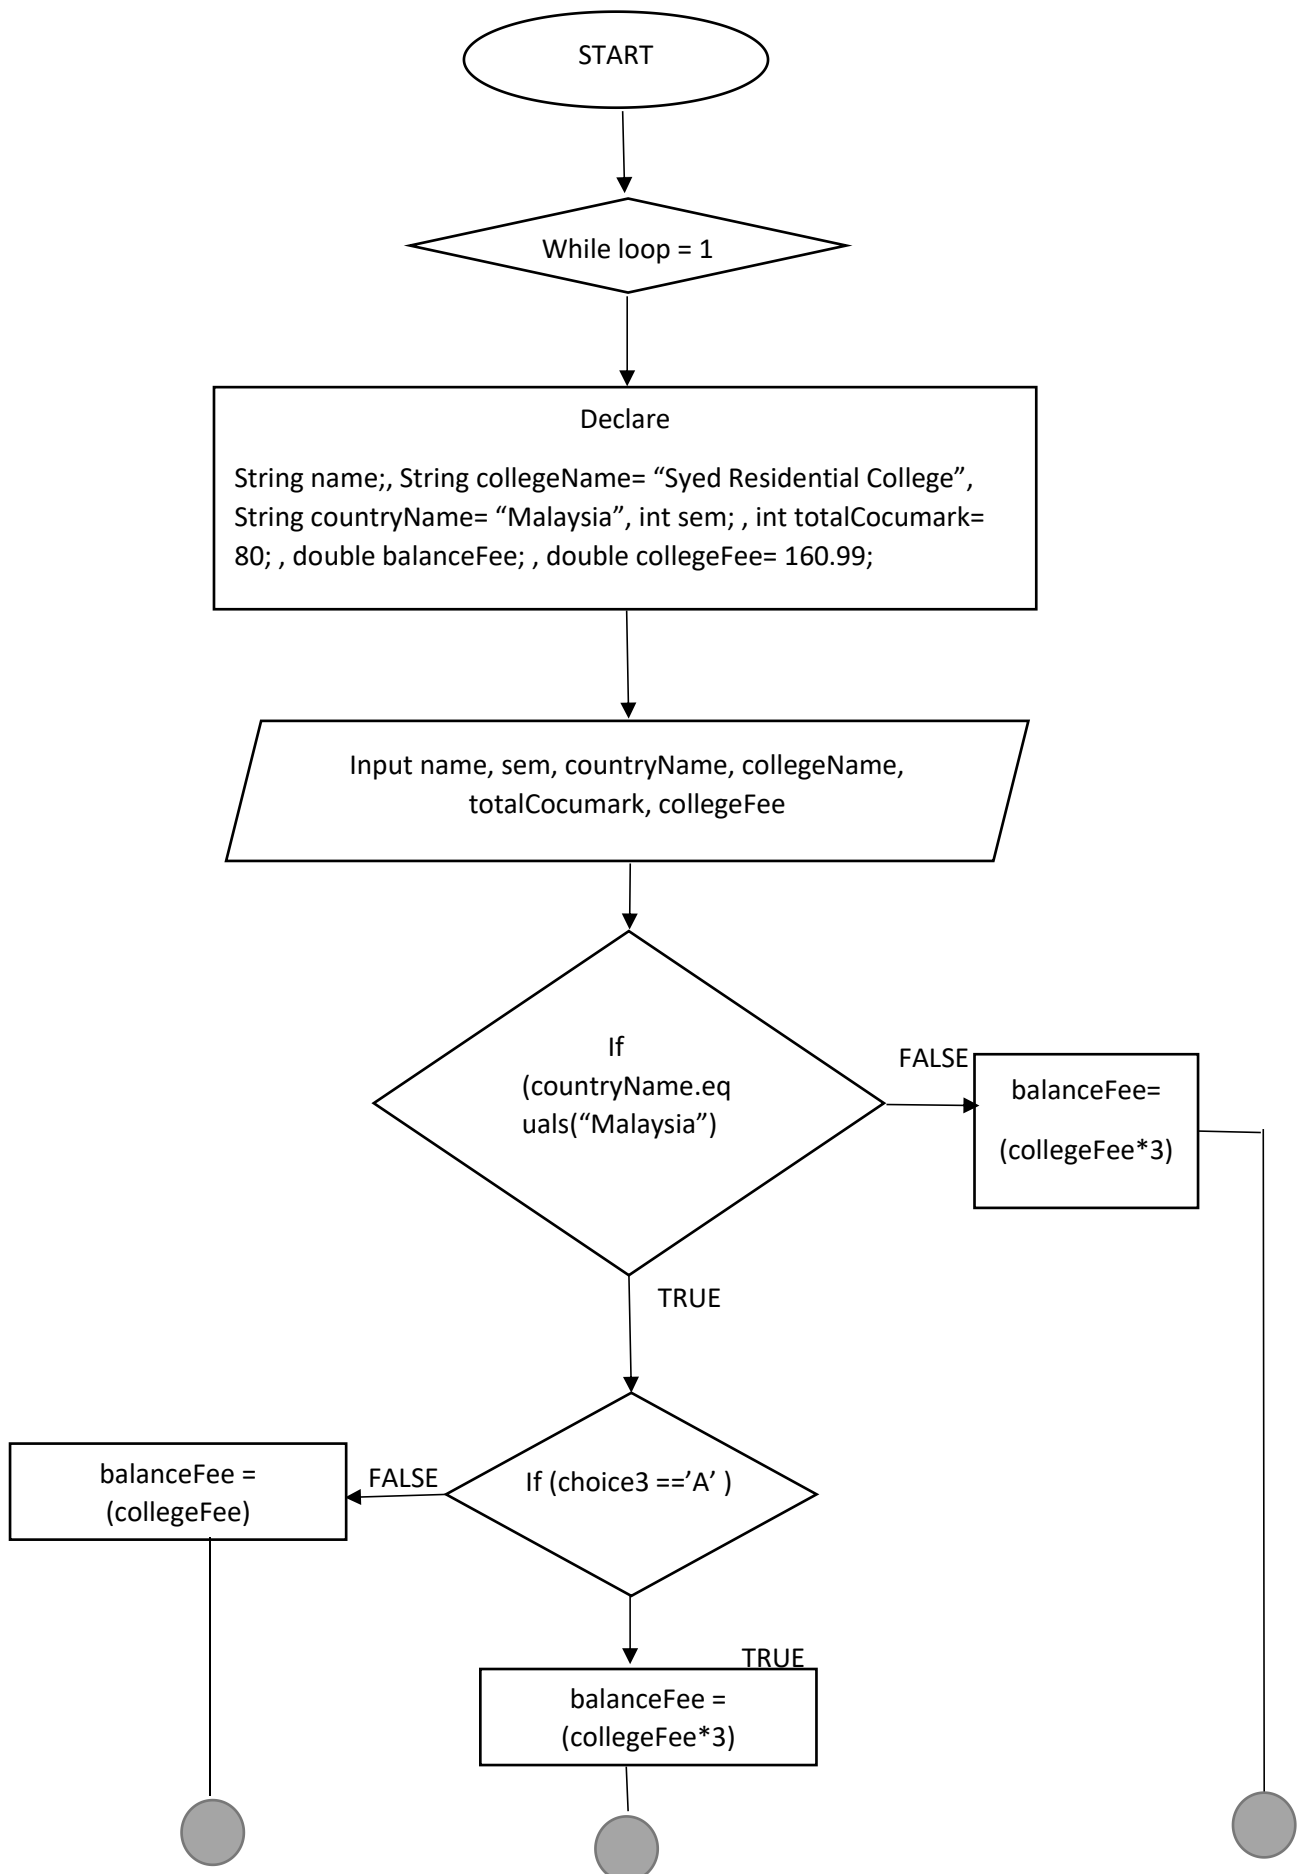 START
While loop = 1
Declare
String name;, String collegeName= “Syed Residential College”,
String countryName= “Malaysia”, int sem; , int totalCocumark=
80; , double balanceFee; , double collegeFee= 160.99;
Input name, sem, countryName, collegeName,
totalCocumark, collegeFee
If
(countryName.eq
uals(“Malaysia”)
FALSE
balanceFee=
(collegeFee*3)
TRUE
balanceFee =
(collegeFee)
FALSE
If (choice3 ==’A’ )
TRUE
balanceFee =
(collegeFee*3)